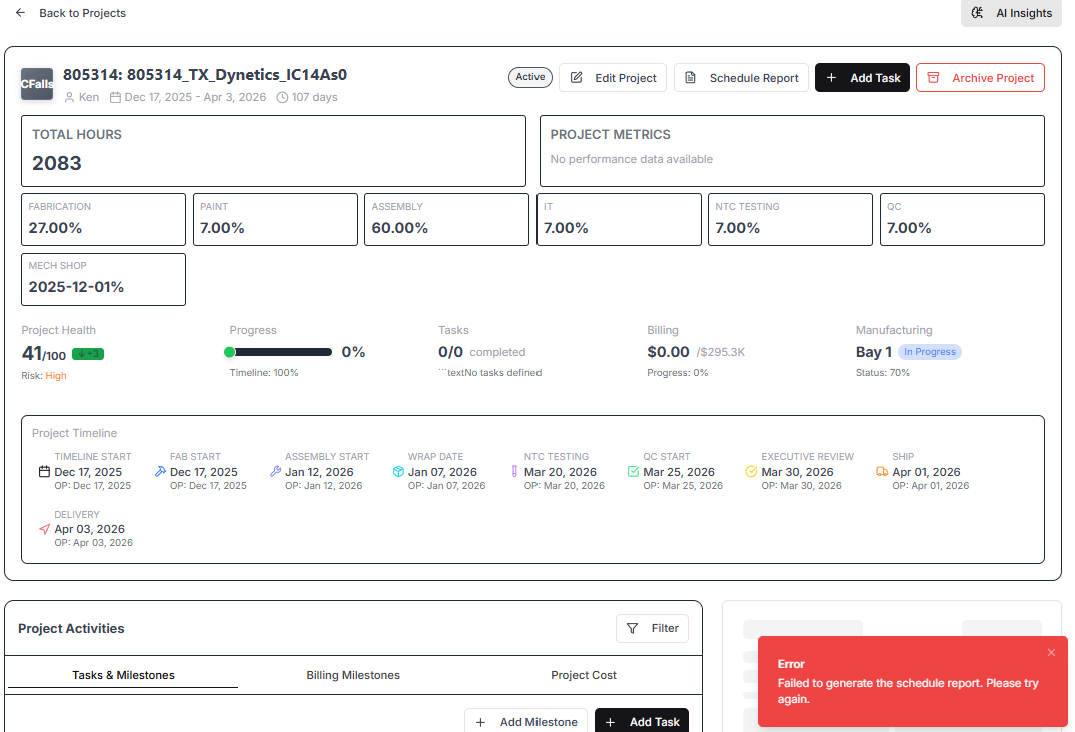 Back to Projects
AI Insights
CFalls
805314: 805314_TX_Dynetics_IC14As0
Ken Dec 17, 2025 - Apr 3, 2026 107 days
Active
Edit Project
Schedule Report
+ Add Task
Archive Project
TOTAL HOURS
2083
PROJECT METRICS
No performance data available
FABRICATION
27.00%
PAINT
7.00%
ASSEMBLY
60.00%
IT
7.00%
NTC TESTING
7.00%
QC
7.00%
MECH SHOP
2025-12-01%
Project Health
41/100 ↓ +3
Risk: High
Progress
0%
Timeline: 100%
Tasks
0/0 completed
```textNo tasks defined
Billing
$0.00 /$295.3K
Progress: 0%
Manufacturing
Bay 1 In Progress
Status: 70%
Project Timeline
TIMELINE START
Dec 17, 2025
OP: Dec 17, 2025
FAB START
Dec 17, 2025
OP: Dec 17, 2025
ASSEMBLY START
Jan 12, 2026
OP: Jan 12, 2026
WRAP DATE
Jan 07, 2026
OP: Jan 07, 2026
NTC TESTING
Mar 20, 2026
OP: Mar 20, 2026
QC START
Mar 25, 2026
OP: Mar 25, 2026
EXECUTIVE REVIEW
Mar 30, 2026
OP: Mar 30, 2026
SHIP
Apr 01, 2026
OP: Apr 01, 2026
DELIVERY
Apr 03, 2026
OP: Apr 03, 2026
Project Activities
Filter
Tasks & Milestones
Billing Milestones
Project Cost
+ Add Milestone
+ Add Task
Error
Failed to generate the schedule report. Please try
again.